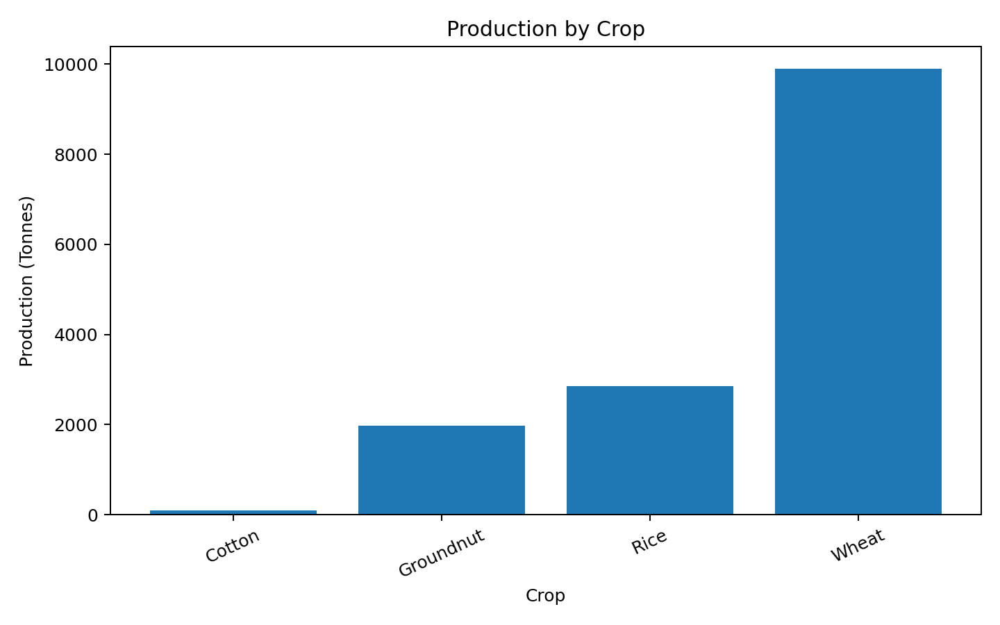 Production by Crop
Production (Tonnes)
10000
8000
6000
4000
2000
0
Cotton
Groundnut
Rice
Wheat
Crop